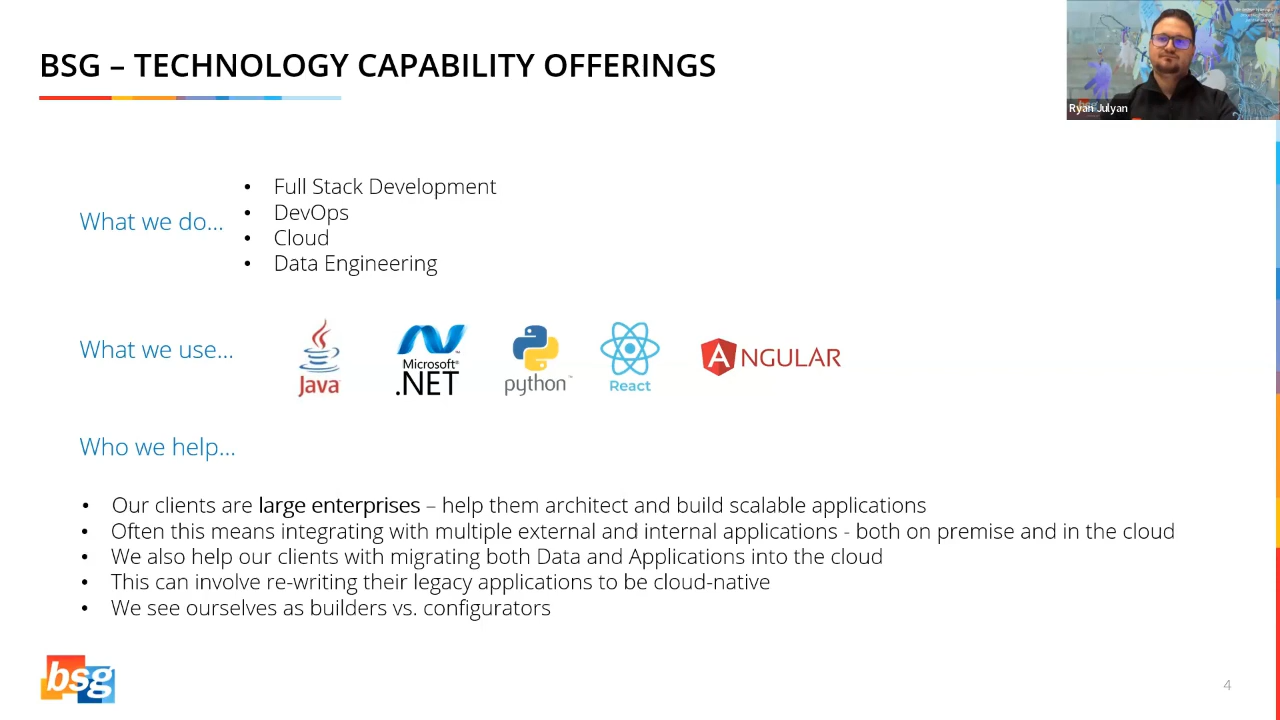 BSG – TECHNOLOGY CAPABILITY OFFERINGS
Ryan Julyan
What we do...
• Full Stack Development
• DevOps
• Cloud
• Data Engineering
What we use...
Java
Microsoft®
.NET
python™
React
ANGULAR
Who we help...
• Our clients are large enterprises – help them architect and build scalable applications
• Often this means integrating with multiple external and internal applications - both on premise and in the cloud
• We also help our clients with migrating both Data and Applications into the cloud
• This can involve re-writing their legacy applications to be cloud-native
• We see ourselves as builders vs. configurators
bsg
4